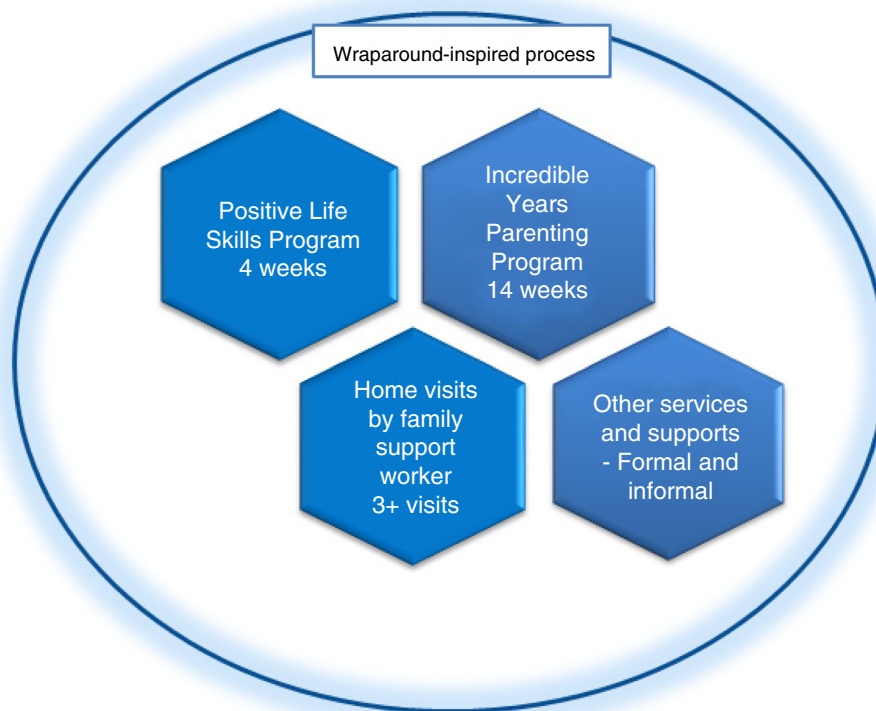 Wraparound-inspired process
Positive Life
Skills Program
4 weeks
Incredible
Years
Parenting
Program
14 weeks
Home visits
by family
support
worker
3+ visits
Other services
and supports
- Formal and
informal